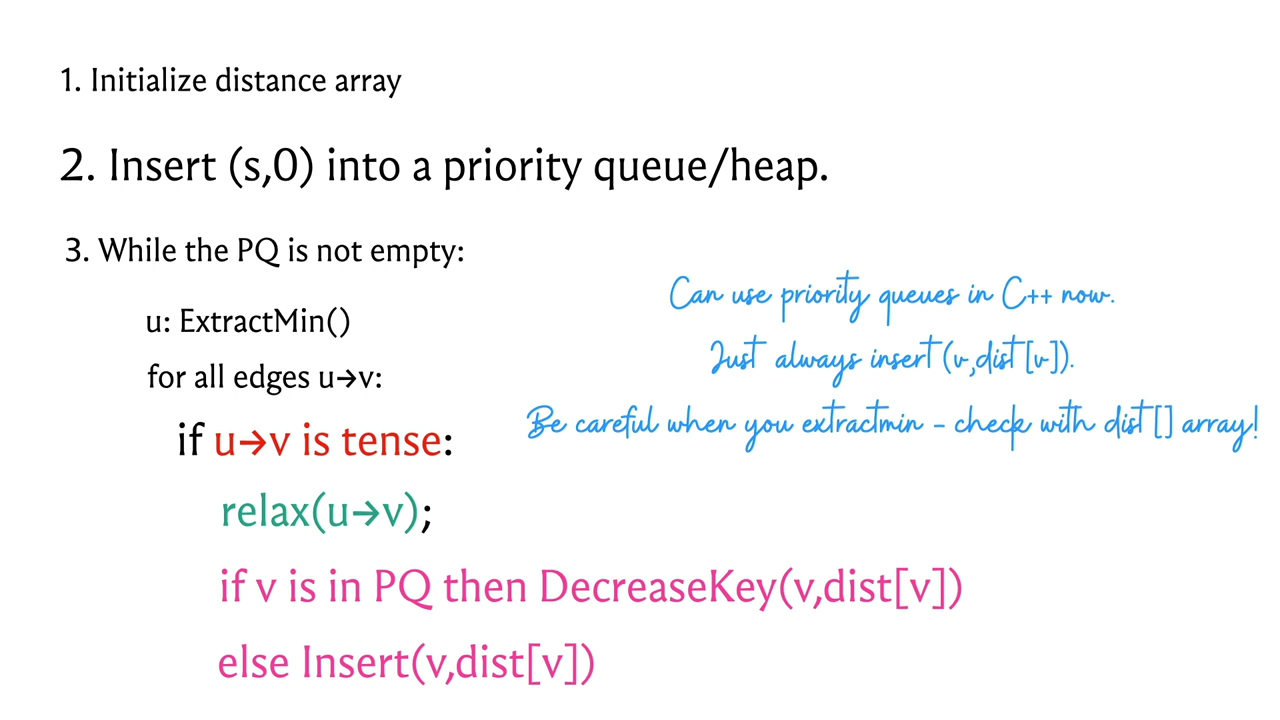 1. Initialize distance array
2. Insert (s,0) into a priority queue/heap.
3. While the PQ is not empty:
u: ExtractMin()
for all edges u→v:
if u→v is tense:
relax(u→v);
if v is in PQ then DecreaseKey(v,dist[v])
else Insert(v,dist[v])
Can use priority queues in C++ now.
Just always insert (v,dist[v]).
Be careful when you extractmin - check with dist[] array!